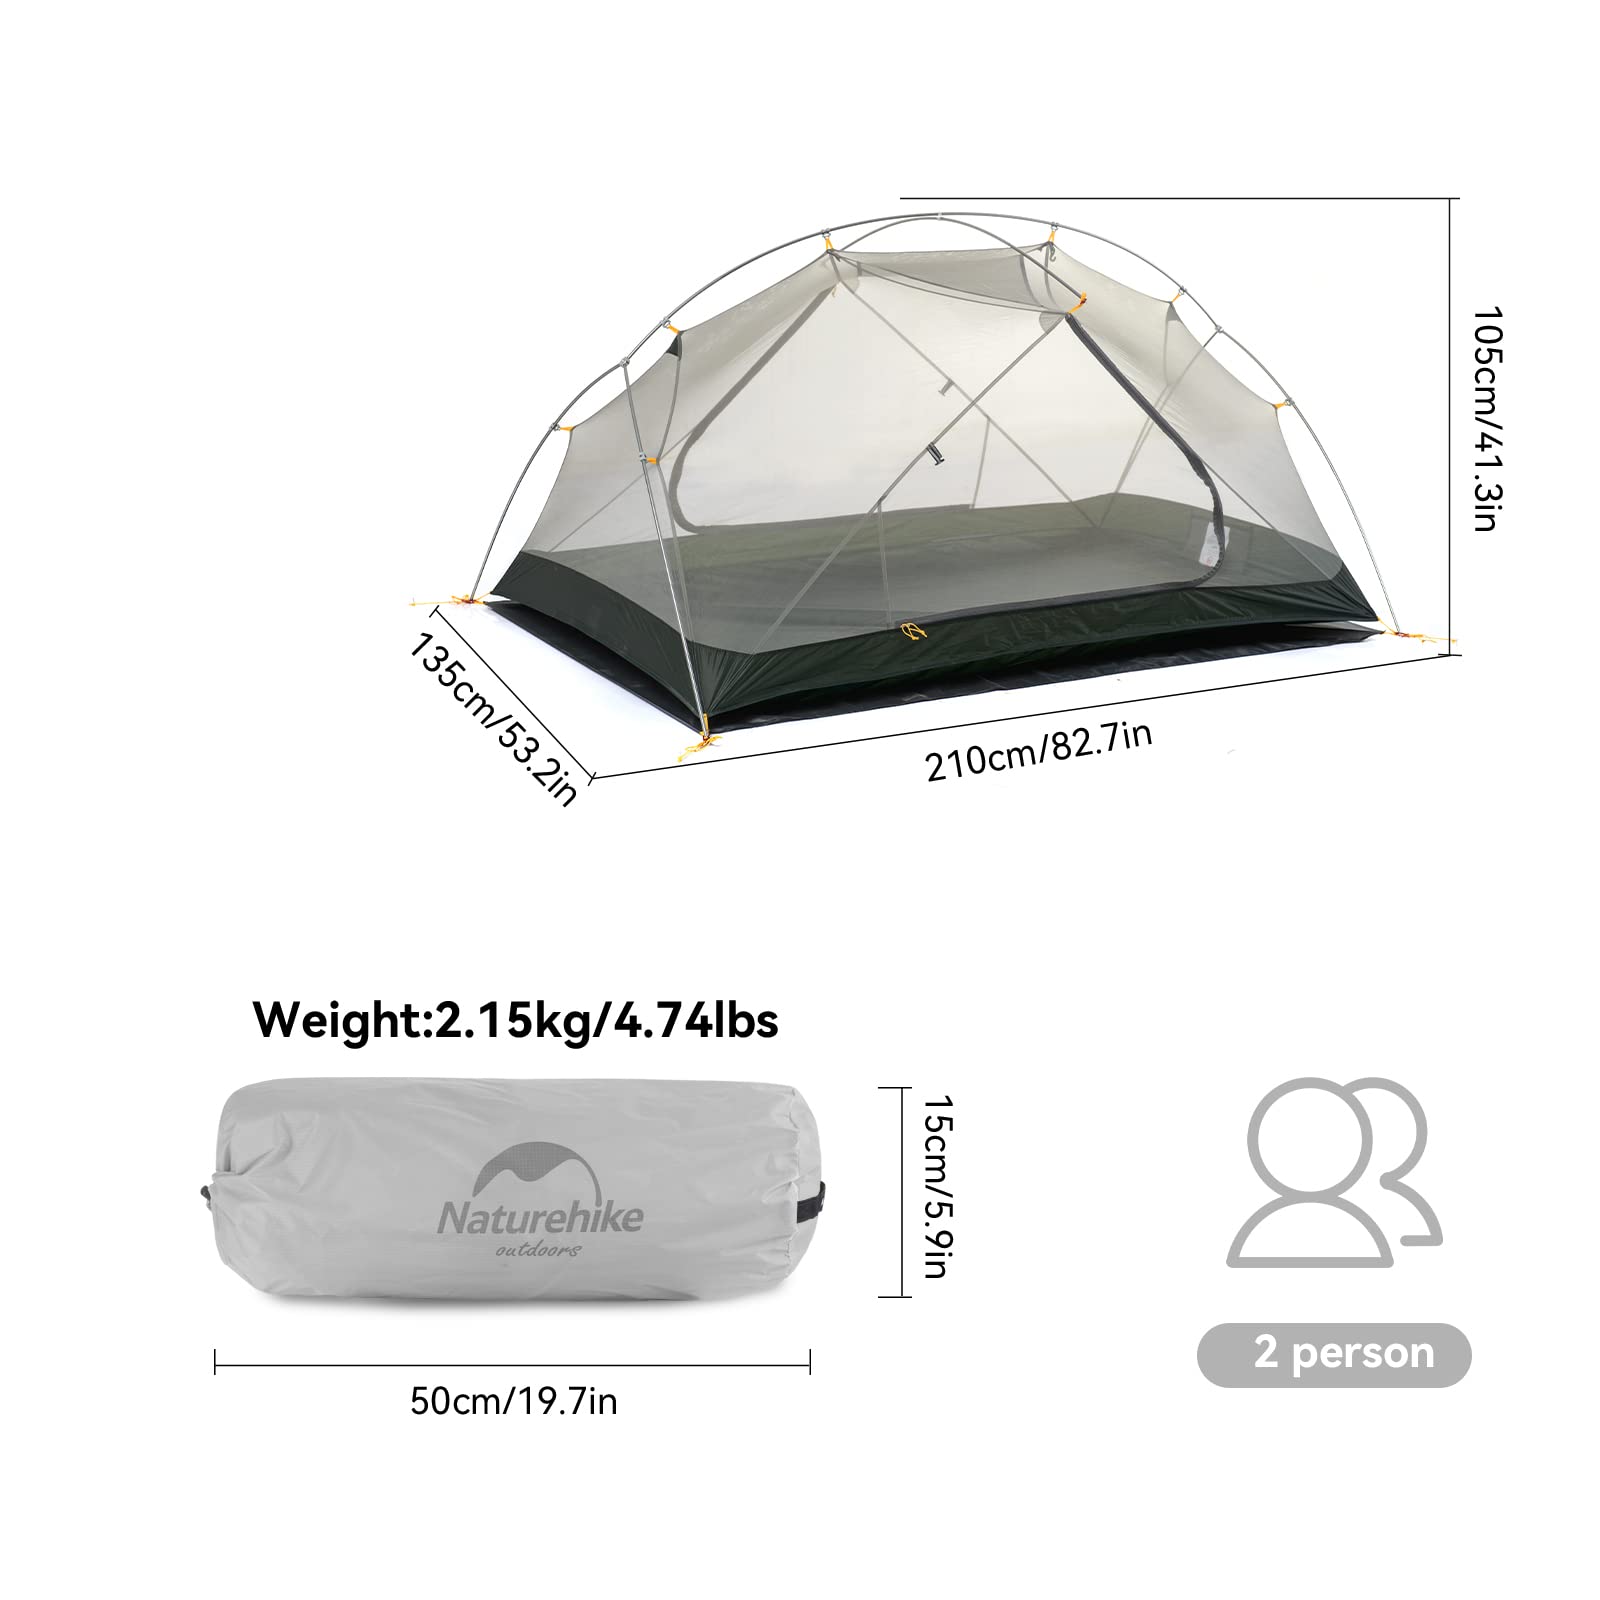 105cm/41.3in
135cm/53.2in
210cm/82.7in
Weight:2.15kg/4.74lbs
Naturehike
outdoors
15cm/5.9in
50cm/19.7in
2 person